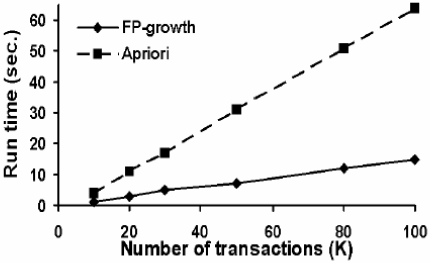 Run time (sec.)
60
50
40
30
20
10
0
FP-growth
Apriori
0 20 40 60 80 100
Number of transactions (K)